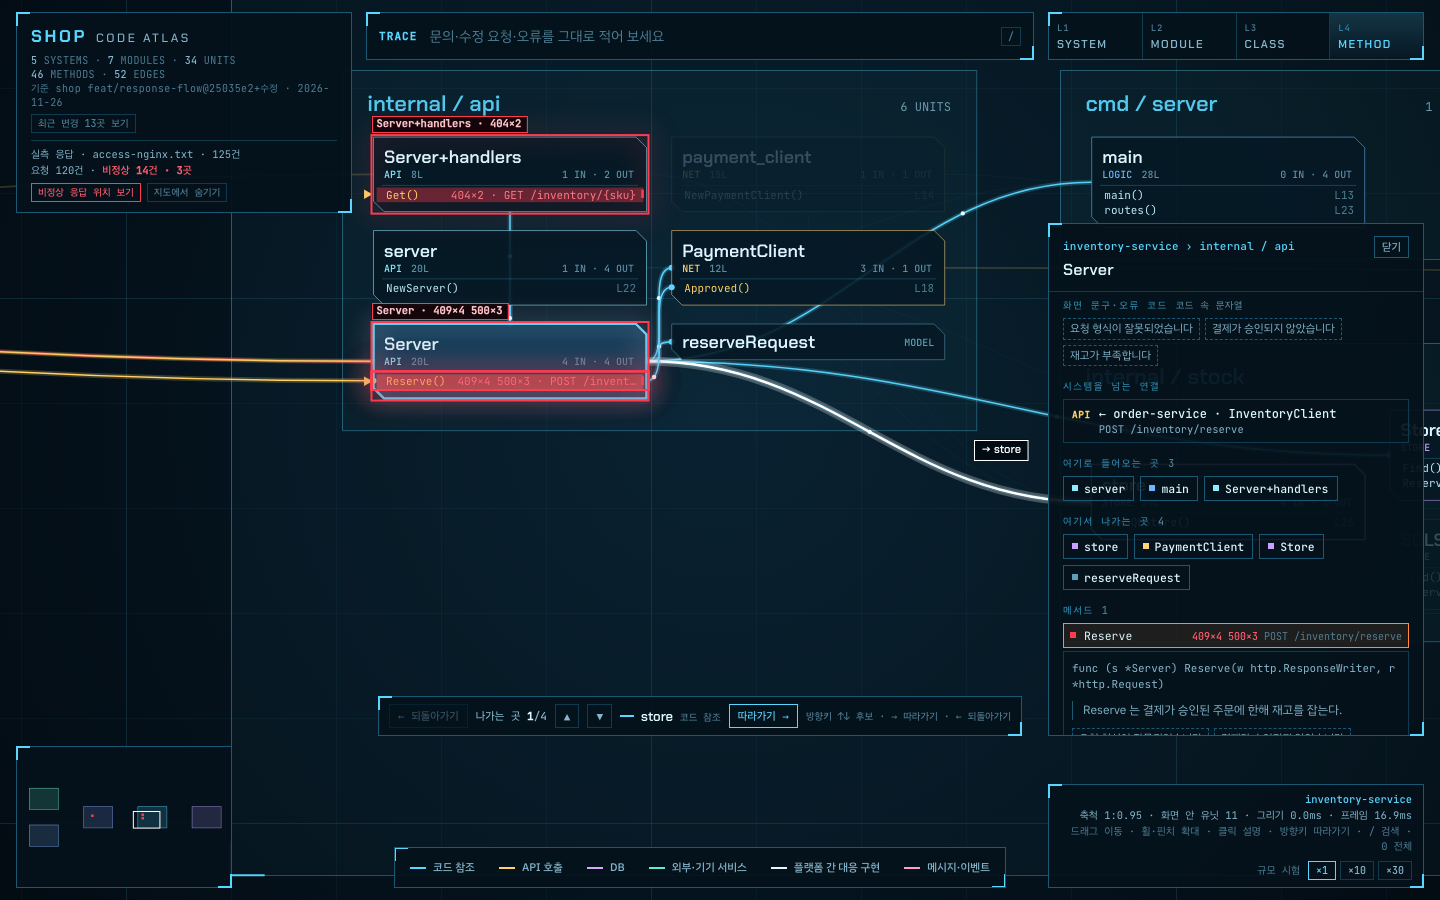 SHOP CODE ATLAS
5 SYSTEMS · 7 MODULES · 34 UNITS
46 METHODS · 52 EDGES
기준 shop feat/response-flow@25035e2+수정 · 2026-
11-26
최근 변경 13곳 보기
실측 응답 · access-nginx.txt · 125건
요청 120건 · 비정상 14건 · 3곳
비정상 응답 위치 보기
지도에서 숨기기
TRACE 문의·수정 요청·오류를 그대로 적어 보세요 /
L1 SYSTEM
L2 MODULE
L3 CLASS
L4 METHOD
internal / api 6 UNITS
Server+handlers · 404×2
Server+handlers
API 8L 1 IN · 2 OUT
Get() 404×2 · GET /inventory/{sku}
payment_client
NET 15L 1 IN · 1 OUT
NewPaymentClient() L14
server
API 20L 1 IN · 4 OUT
NewServer() L22
PaymentClient
NET 12L 3 IN · 1 OUT
Approved() L18
Server · 409×4 500×3
Server
API 20L 4 IN · 4 OUT
Reserve() 409×4 500×3 · POST /invent…
reserveRequest MODEL
→ store
cmd / server 1
main
LOGIC 28L 0 IN · 4 OUT
main() L13
routes() L23
internal / stock
inventory-service › internal / api 닫기
Server
화면 문구·오류 코드 코드 속 문자열
요청 형식이 잘못되었습니다
결제가 승인되지 않았습니다
재고가 부족합니다
시스템을 넘는 연결
API ← order-service · InventoryClient
POST /inventory/reserve
여기로 들어오는 곳 3
server
main
Server+handlers
여기서 나가는 곳 4
store
PaymentClient
Store
reserveRequest
메서드 1
Reserve 409×4 500×3 POST /inventory/reserve
func (s *Server) Reserve(w http.ResponseWriter, r
*http.Request)
Reserve 는 결제가 승인된 주문에 한해 재고를 잡는다.
← 되돌아가기 나가는 곳 1/4 ▲ ▼ store 코드 참조 따라가기 → 방향키 ↑↓ 후보 · → 따라가기 · ← 되돌아가기
코드 참조
API 호출
DB
외부·기기 서비스
플랫폼 간 대응 구현
메시지·이벤트
inventory-service
축척 1:0.95 · 화면 안 유닛 11 · 그리기 0.0ms · 프레임 16.9ms
드래그 이동 · 휠·핀치 확대 · 클릭 설명 · 방향키 따라가기 · / 검색 ·
0 전체
규모 시험 ×1 ×10 ×30